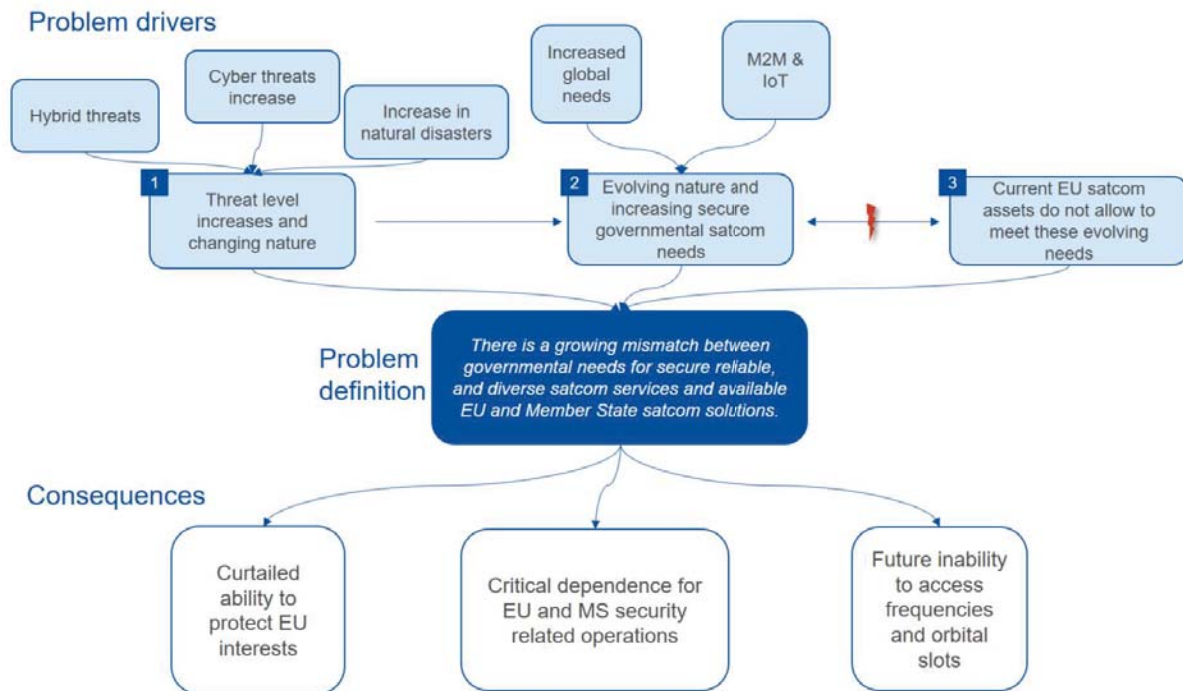 Problem drivers
Hybrid threats
Cyber threats
increase
Increase in
natural disasters
Increased
global
needs
M2M &
IoT
1
Threat level
increases and
changing nature
2
Evolving nature and
increasing secure
governmental satcom
needs
3
Current EU satcom
assets do not allow to
meet these evolving
needs
Problem
definition
There is a growing mismatch between
governmental needs for secure reliable,
and diverse satcom services and available
EU and Member State satcom solutions.
Consequences
Curtailed
ability to
protect EU
interests
Critical dependence for
EU and MS security
related operations
Future inability
to access
frequencies
and orbital
slots